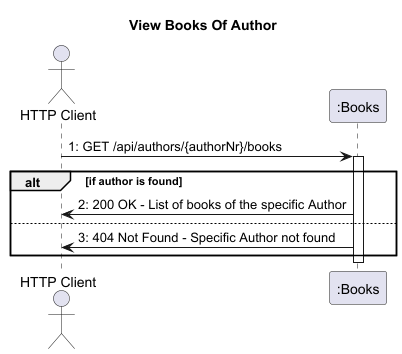 View Books Of Author
HTTP Client
:Books
1: GET /api/authors/{authorNr}/books
alt
[if author is found]
2: 200 OK - List of books of the specific Author
3: 404 Not Found - Specific Author not found
HTTP Client
:Books